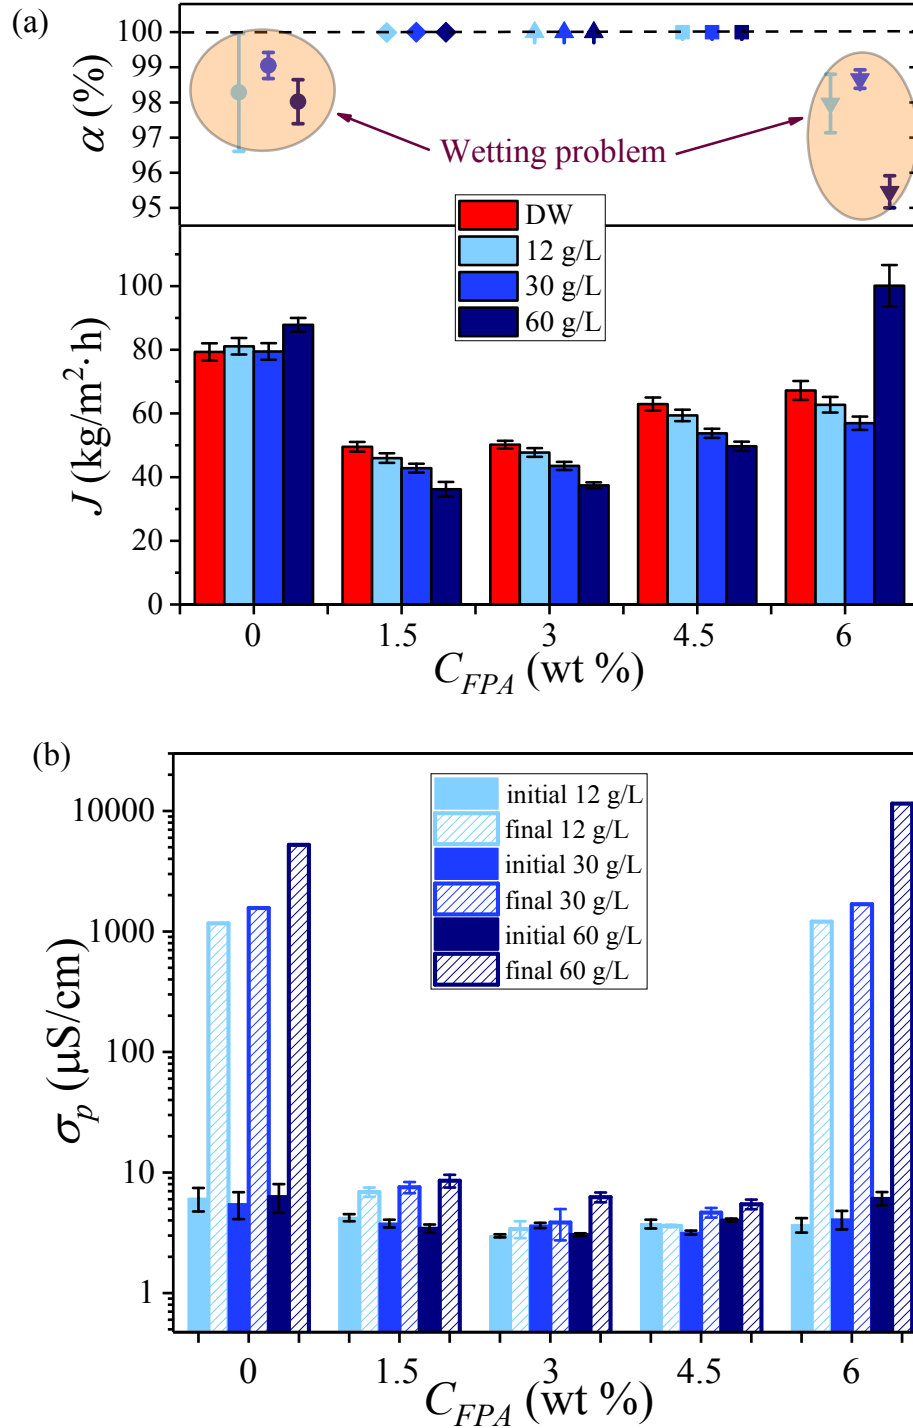 (a)
100
99
98
97
96
95
α (%)
Wetting problem
DW
12 g/L
30 g/L
60 g/L
100
80
60
40
20
0
J (kg/m²·h)
0 1.5 3 4.5 6
C_FPA (wt %)
(b)
10000
1000
100
10
1
σ_p (μS/cm)
initial 12 g/L
final 12 g/L
initial 30 g/L
final 30 g/L
initial 60 g/L
final 60 g/L
0 1.5 3 4.5 6
C_FPA (wt %)